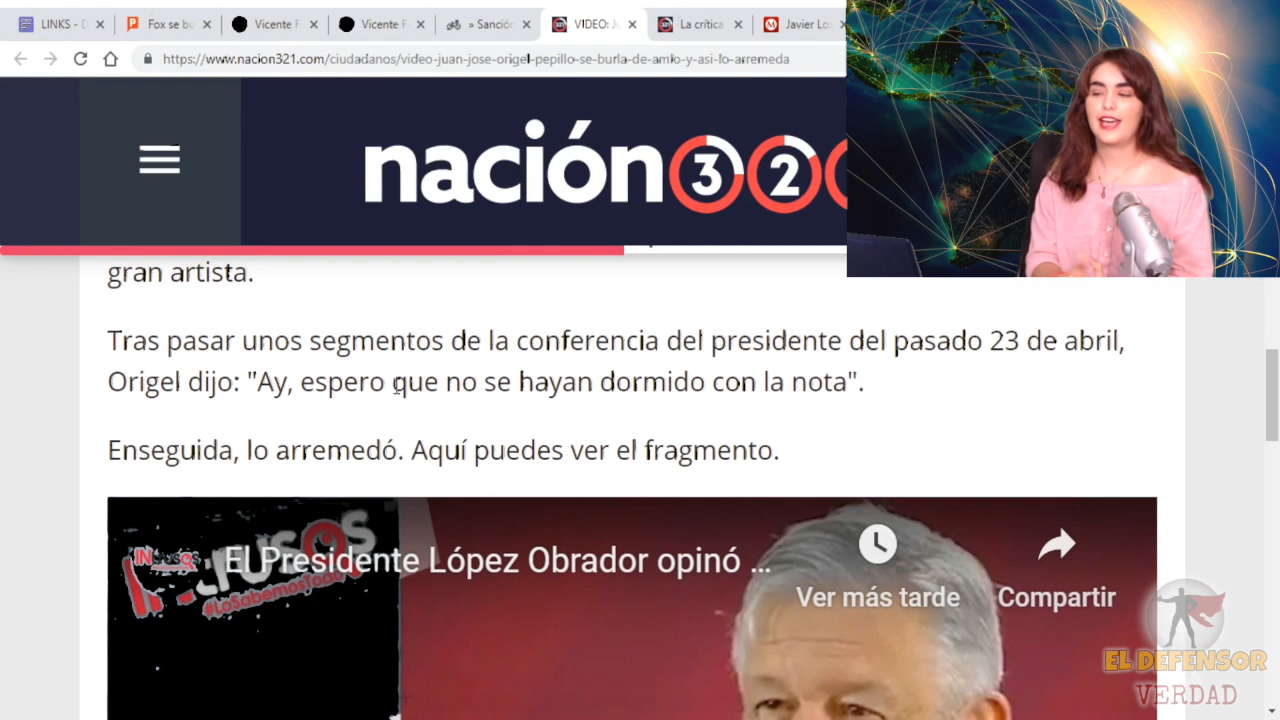 LINKS - D
Fox se bu
Vicente F
Vicente F
» Sanción
VIDEO: Ju
La crítica
Javier Lo
https://www.nacion321.com/ciudadanos/video-juan-jose-origel-pepillo-se-burla-de-amlo-y-asi-lo-arremeda
nación32
gran artista.
Tras pasar unos segmentos de la conferencia del presidente del pasado 23 de abril,
Origel dijo: "Ay, espero que no se hayan dormido con la nota".
Enseguida, lo arremedó. Aquí puedes ver el fragmento.
El Presidente López Obrador opinó ...
Ver más tarde
Compartir
#LoSabemosTodo
EL DEFENSOR
VERDAD